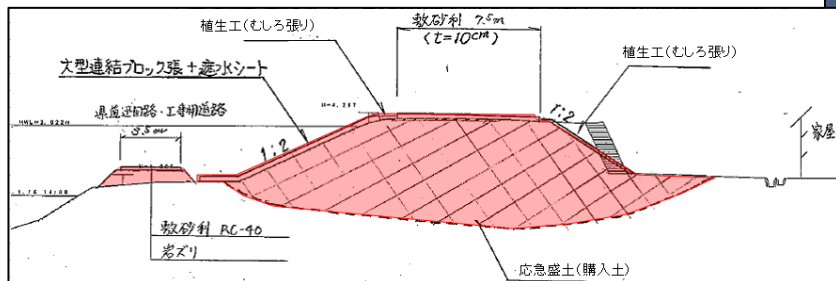 敷砂利 7.5m
(t=10cm)
植生工(むしろ張り)
植生工(むしろ張り)
大型連結ブロック張+遮水シート
県道迂回路・工事用道路
3.5m
1:2
1:2
家屋
敷砂利 RC-40
岩ズリ
応急盛土(購入土)